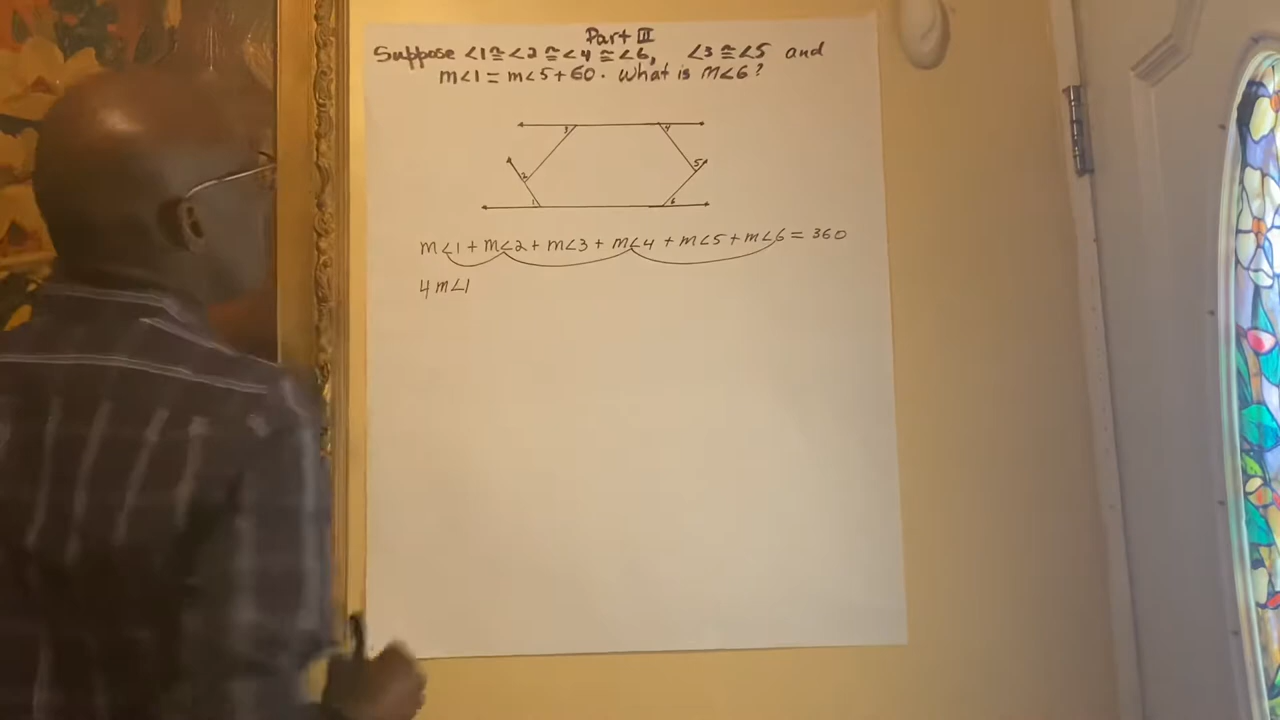 Part III
Suppose ∠1≅∠2≅∠4≅∠6, ∠3≅∠5 and
m∠1=m∠5+60. What is m∠6?
3
4
2
5
1
6
m∠1+m∠2+m∠3+m∠4+m∠5+m∠6=360
4m∠1